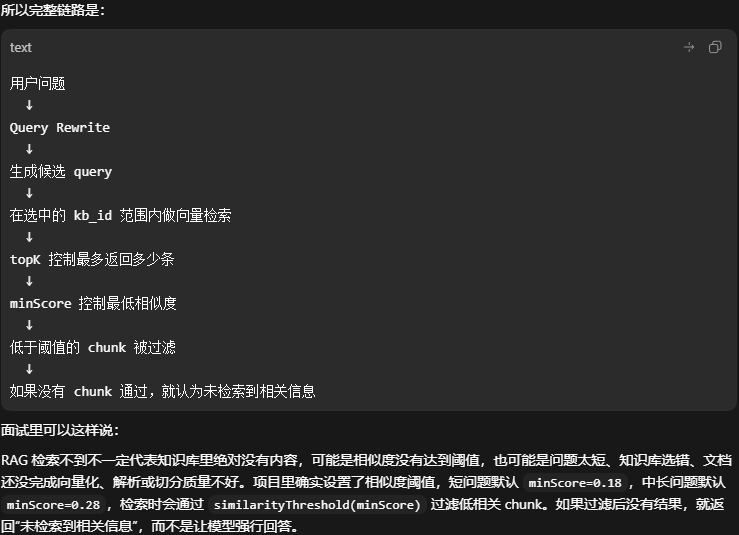 所以完整链路是：
text
用户问题
↓
Query Rewrite
↓
生成候选 query
↓
在选中的 kb_id 范围内做向量检索
↓
topK 控制最多返回多少条
↓
minScore 控制最低相似度
↓
低于阈值的 chunk 被过滤
↓
如果没有 chunk 通过，就认为未检索到相关信息
面试里可以这样说：
RAG 检索不到不一定代表知识库里绝对没有内容，可能是相似度没有达到阈值，也可能是问题太短、知识库选错、文档
还没完成向量化、解析或切分质量不好。项目里确实设置了相似度阈值，短问题默认 minScore=0.18，中长问题默认
minScore=0.28，检索时会通过 similarityThreshold(minScore) 过滤低相关 chunk。如果过滤后没有结果，就返
回“未检索到相关信息”，而不是让模型强行回答。